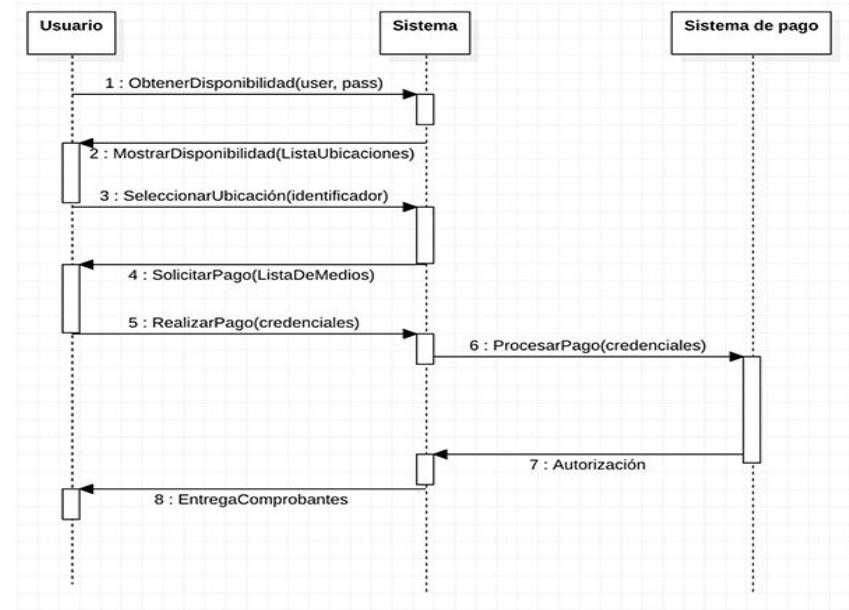 Usuario
Sistema
Sistema de pago
1 : ObtenerDisponibilidad(user, pass)
2 : MostrarDisponibilidad(ListaUbicaciones)
3 : SeleccionarUbicación(identificador)
4 : SolicitarPago(ListaDeMedios)
5 : RealizarPago(credenciales)
6 : ProcesarPago(credenciales)
7 : Autorización
8 : EntregaComprobantes